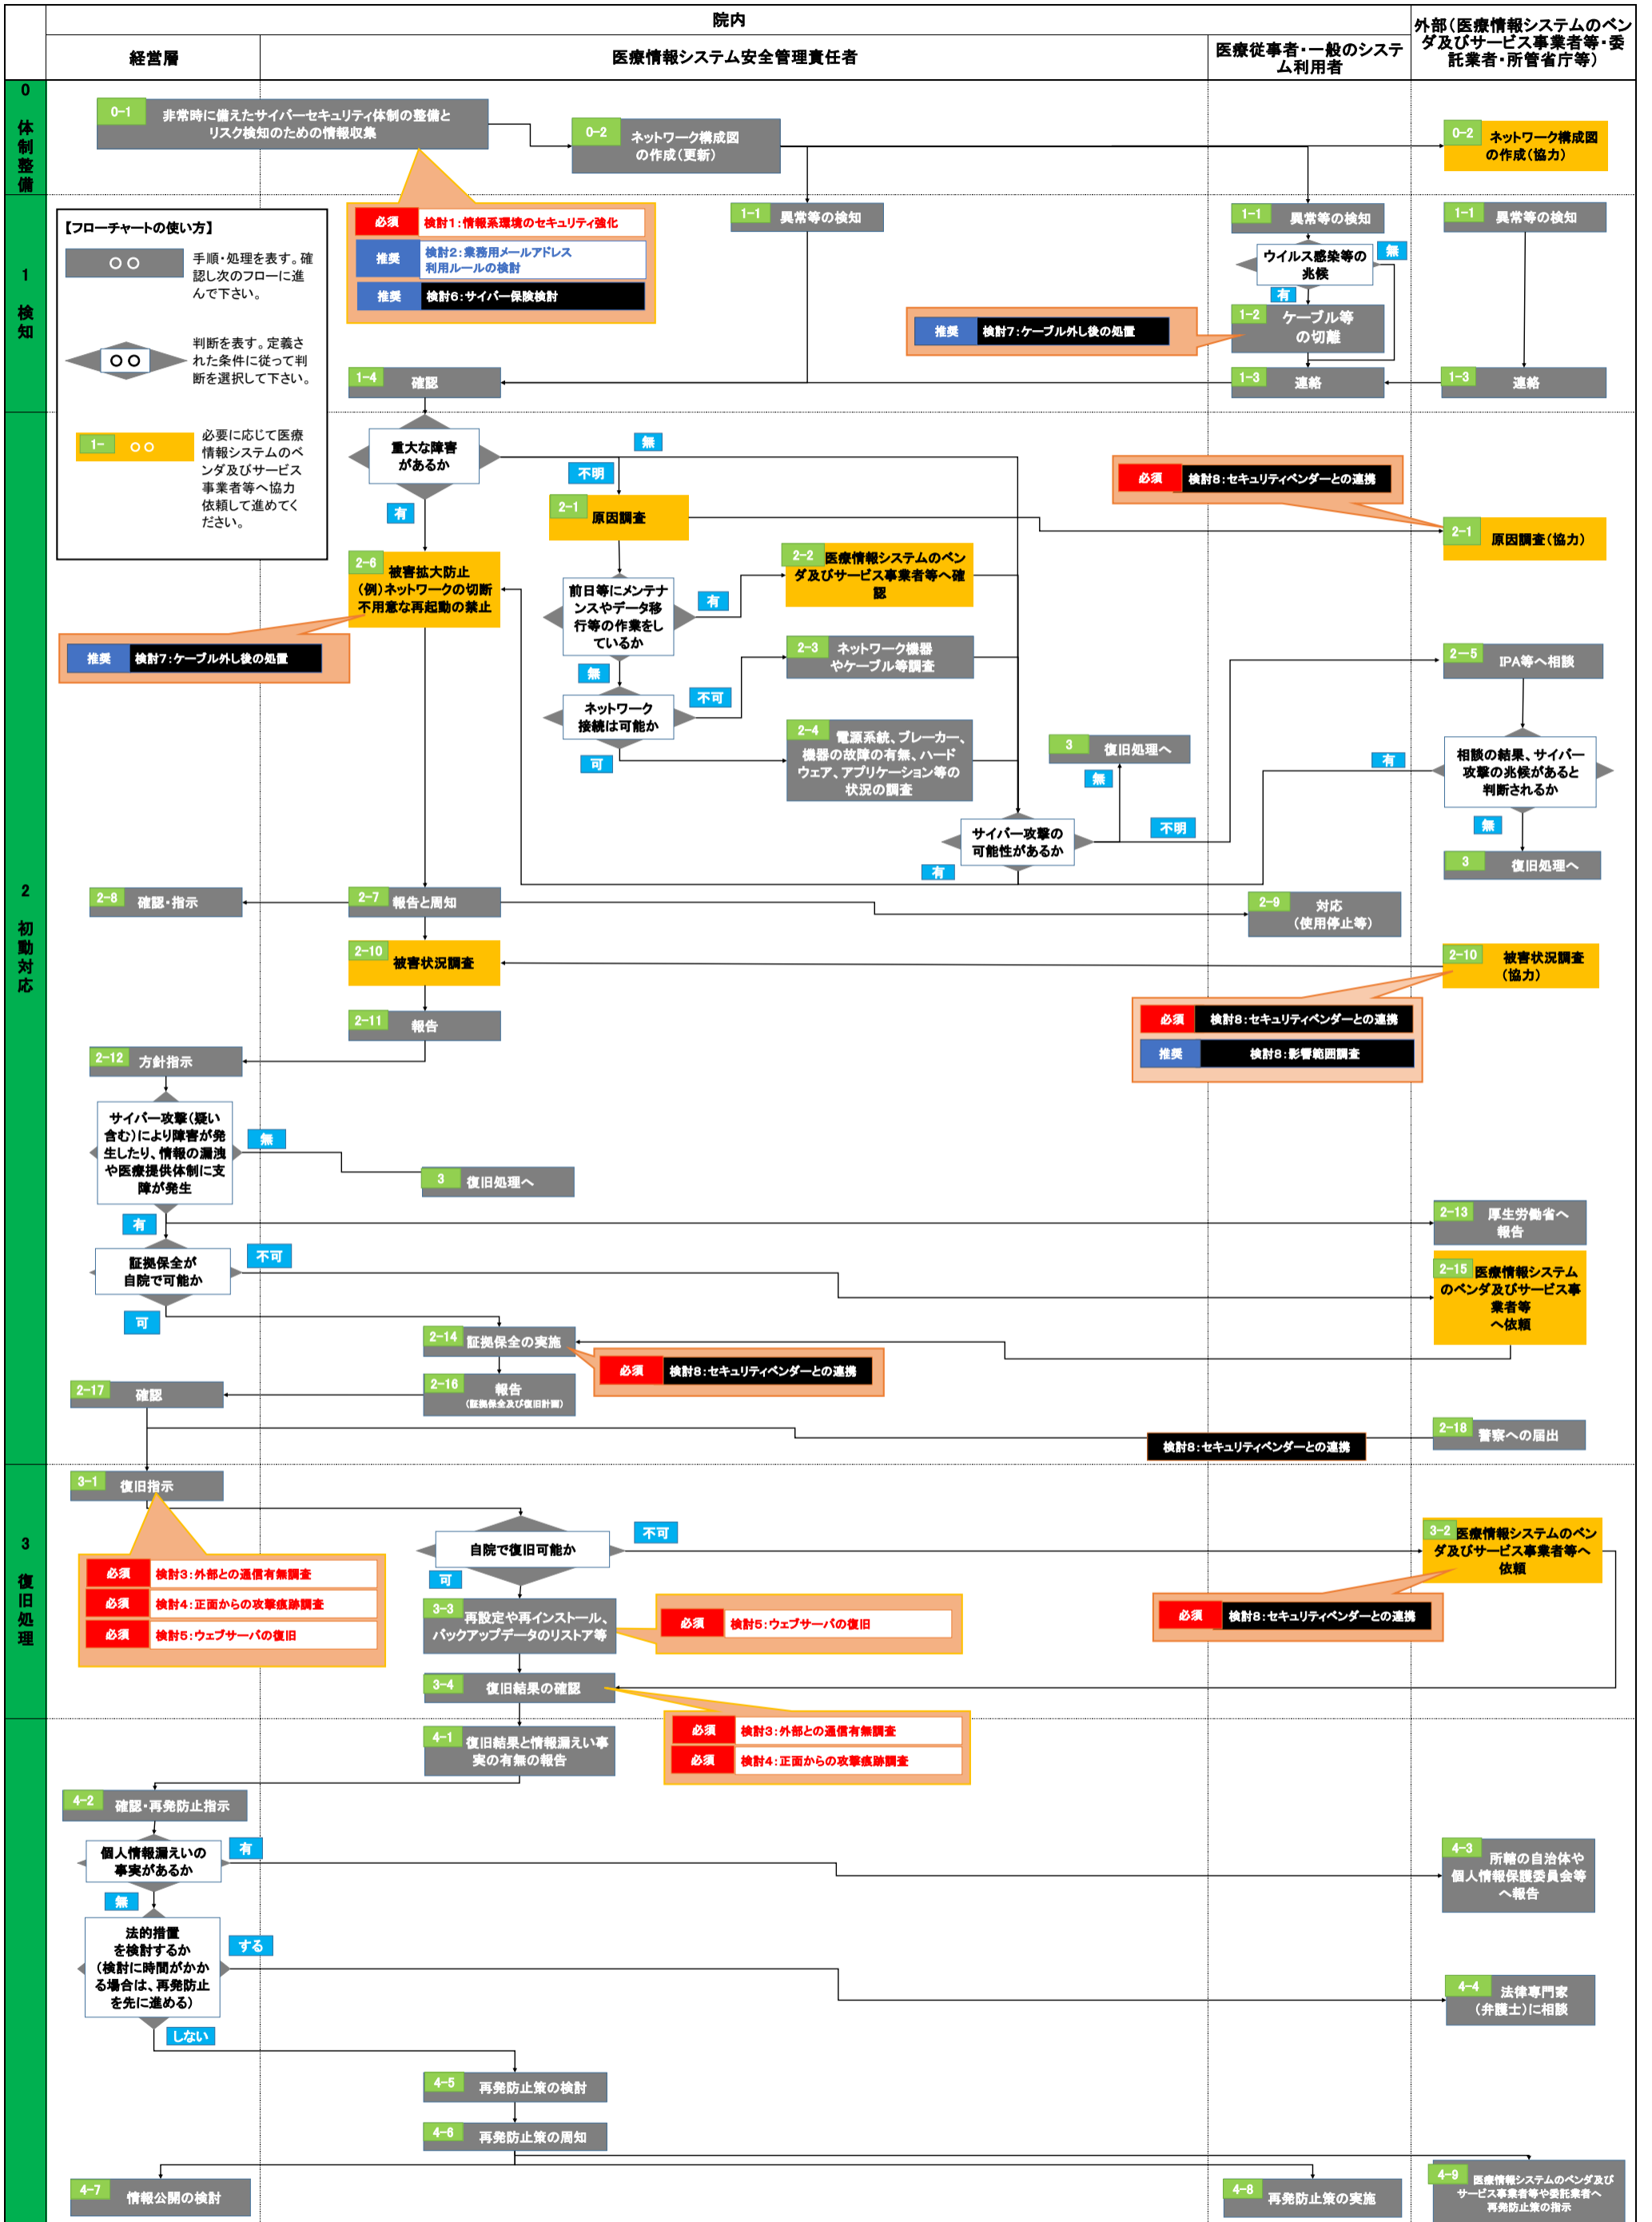 院内
外部（医療情報システムのベン
ダ及びサービス事業者等・委
託業者・所管省庁等）
経営層
医療情報システム安全管理責任者
医療従事者・一般のシステ
ム利用者
0
体
制
整
備
0-1
非常時に備えたサイバーセキュリティ体制の整備と
リスク検知のための情報収集
0-2
ネットワーク構成図
の作成（更新）
0-2
ネットワーク構成図
の作成（協力）
1
検
知
【フローチャートの使い方】
○○
手順・処理を表す。確
認し次のフローに進
んで下さい。
○○
判断を表す。定義さ
れた条件に従って判
断を選択して下さい。
1-
○○
必要に応じて医療
情報システムのベ
ンダ及びサービス
事業者等へ協力
依頼して進めてく
ださい。
必須
検討1：情報系環境のセキュリティ強化
推奨
検討2：業務用メールアドレス
利用ルールの検討
推奨
検討6：サイバー保険検討
1-1
異常等の検知
1-1
異常等の検知
1-1
異常等の検知
ウイルス感染等の
兆候
無
有
1-2
ケーブル等
の切離
推奨
検討7：ケーブル外し後の処置
1-4
確認
1-3
連絡
1-3
連絡
2
初
動
対
応
重大な障害
があるか
無
不明
有
2-1
原因調査
必須
検討8：セキュリティベンダーとの連携
2-1
原因調査（協力）
2-6
被害拡大防止
（例）ネットワークの切断
不用意な再起動の禁止
推奨
検討7：ケーブル外し後の処置
前日等にメンテナ
ンスやデータ移
行等の作業をし
ているか
有
無
2-2
医療情報システムのベン
ダ及びサービス事業者等へ確
認
2-3
ネットワーク機器
やケーブル等調査
ネットワーク
接続は可能か
不可
可
2-4
電源系統、ブレーカー、
機器の故障の有無、ハード
ウェア、アプリケーション等の
状況の調査
3
復旧処理へ
無
サイバー攻撃の
可能性があるか
不明
有
2－5
IPA等へ相談
相談の結果、サイバー
攻撃の兆候があると
判断されるか
有
無
3
復旧処理へ
2-8
確認・指示
2-7
報告と周知
2-9
対応
（使用停止等）
2-10
被害状況調査
2-10
被害状況調査
（協力）
必須
検討8：セキュリティベンダーとの連携
推奨
検討8：影響範囲調査
2-11
報告
2-12
方針指示
サイバー攻撃（疑い
含む）により障害が発
生したり、情報の漏洩
や医療提供体制に支
障が発生
無
3
復旧処理へ
有
2-13
厚生労働省へ
報告
証拠保全が
自院で可能か
不可
可
2-15
医療情報システム
のベンダ及びサービス事
業者等
へ依頼
2-14
証拠保全の実施
必須
検討8：セキュリティベンダーとの連携
2-16
報告
（証拠保全及び復旧計画）
2-17
確認
2-18
警察への届出
検討8：セキュリティベンダーとの連携
3
復
旧
処
理
3-1
復旧指示
必須
検討3：外部との通信有無調査
必須
検討4：正面からの攻撃痕跡調査
必須
検討5：ウェブサーバの復旧
自院で復旧可能か
不可
可
3-2
医療情報システムのベン
ダ及びサービス事業者等へ
依頼
必須
検討8：セキュリティベンダーとの連携
3-3
再設定や再インストール、
バックアップデータのリストア等
必須
検討5：ウェブサーバの復旧
3-4
復旧結果の確認
必須
検討3：外部との通信有無調査
必須
検討4：正面からの攻撃痕跡調査
4-1
復旧結果と情報漏えい事
実の有無の報告
4-2
確認・再発防止指示
個人情報漏えいの
事実があるか
有
無
4-3
所轄の自治体や
個人情報保護委員会等
へ報告
法的措置
を検討するか
（検討に時間がかか
る場合は、再発防止
を先に進める）
する
しない
4-4
法律専門家
（弁護士）に相談
4-5
再発防止策の検討
4-6
再発防止策の周知
4-7
情報公開の検討
4-8
再発防止策の実施
4-9
医療情報システムのベンダ及び
サービス事業者等や委託業者へ
再発防止策の指示